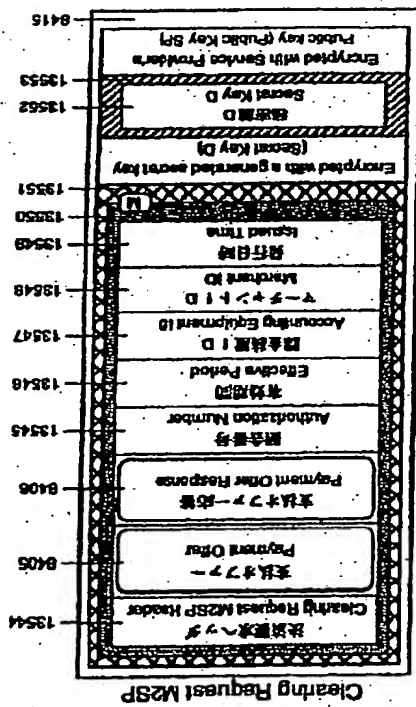 Clearing Request M2SP
13544
決済要求ヘッダ
Clearing Request M2SP Header
8405
支払オファー
Payment Offer
8406
支払オファー応答
Payment Offer Response
13545
番号
Authorization Number
13546
有効期間
Effective Period
13547
課金装置ID
Accounting Equipment ID
13548
マーチャントID
Merchant ID
13549
発行日時
Issued Time
13550
M
13551
Encrypted with a generated secret key
(Secret Key D)
13552
秘密鍵D
Secret Key D
13553
Encrypted with Service Provider's
Public key (Public Key SP)
8415